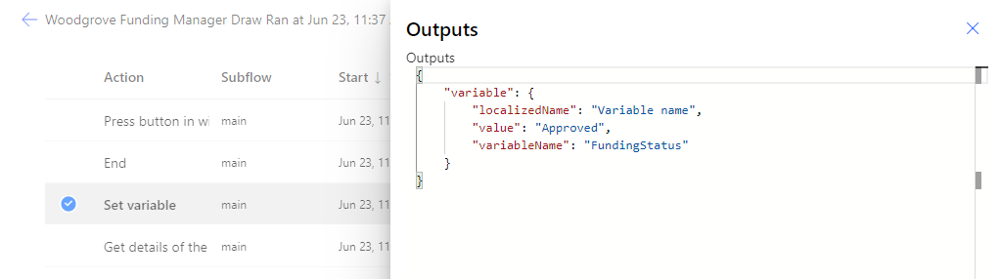 Woodgrove Funding Manager Draw Ran at Jun 23, 11:37
Action Subflow Start
Press button in wi main Jun 23, 11
End main Jun 23, 11
Set variable main Jun 23, 11
Get details of the main Jun 23, 11
Outputs
Outputs
{
"variable": {
"localizedName": "Variable name",
"value": "Approved",
"variableName": "FundingStatus"
}
}